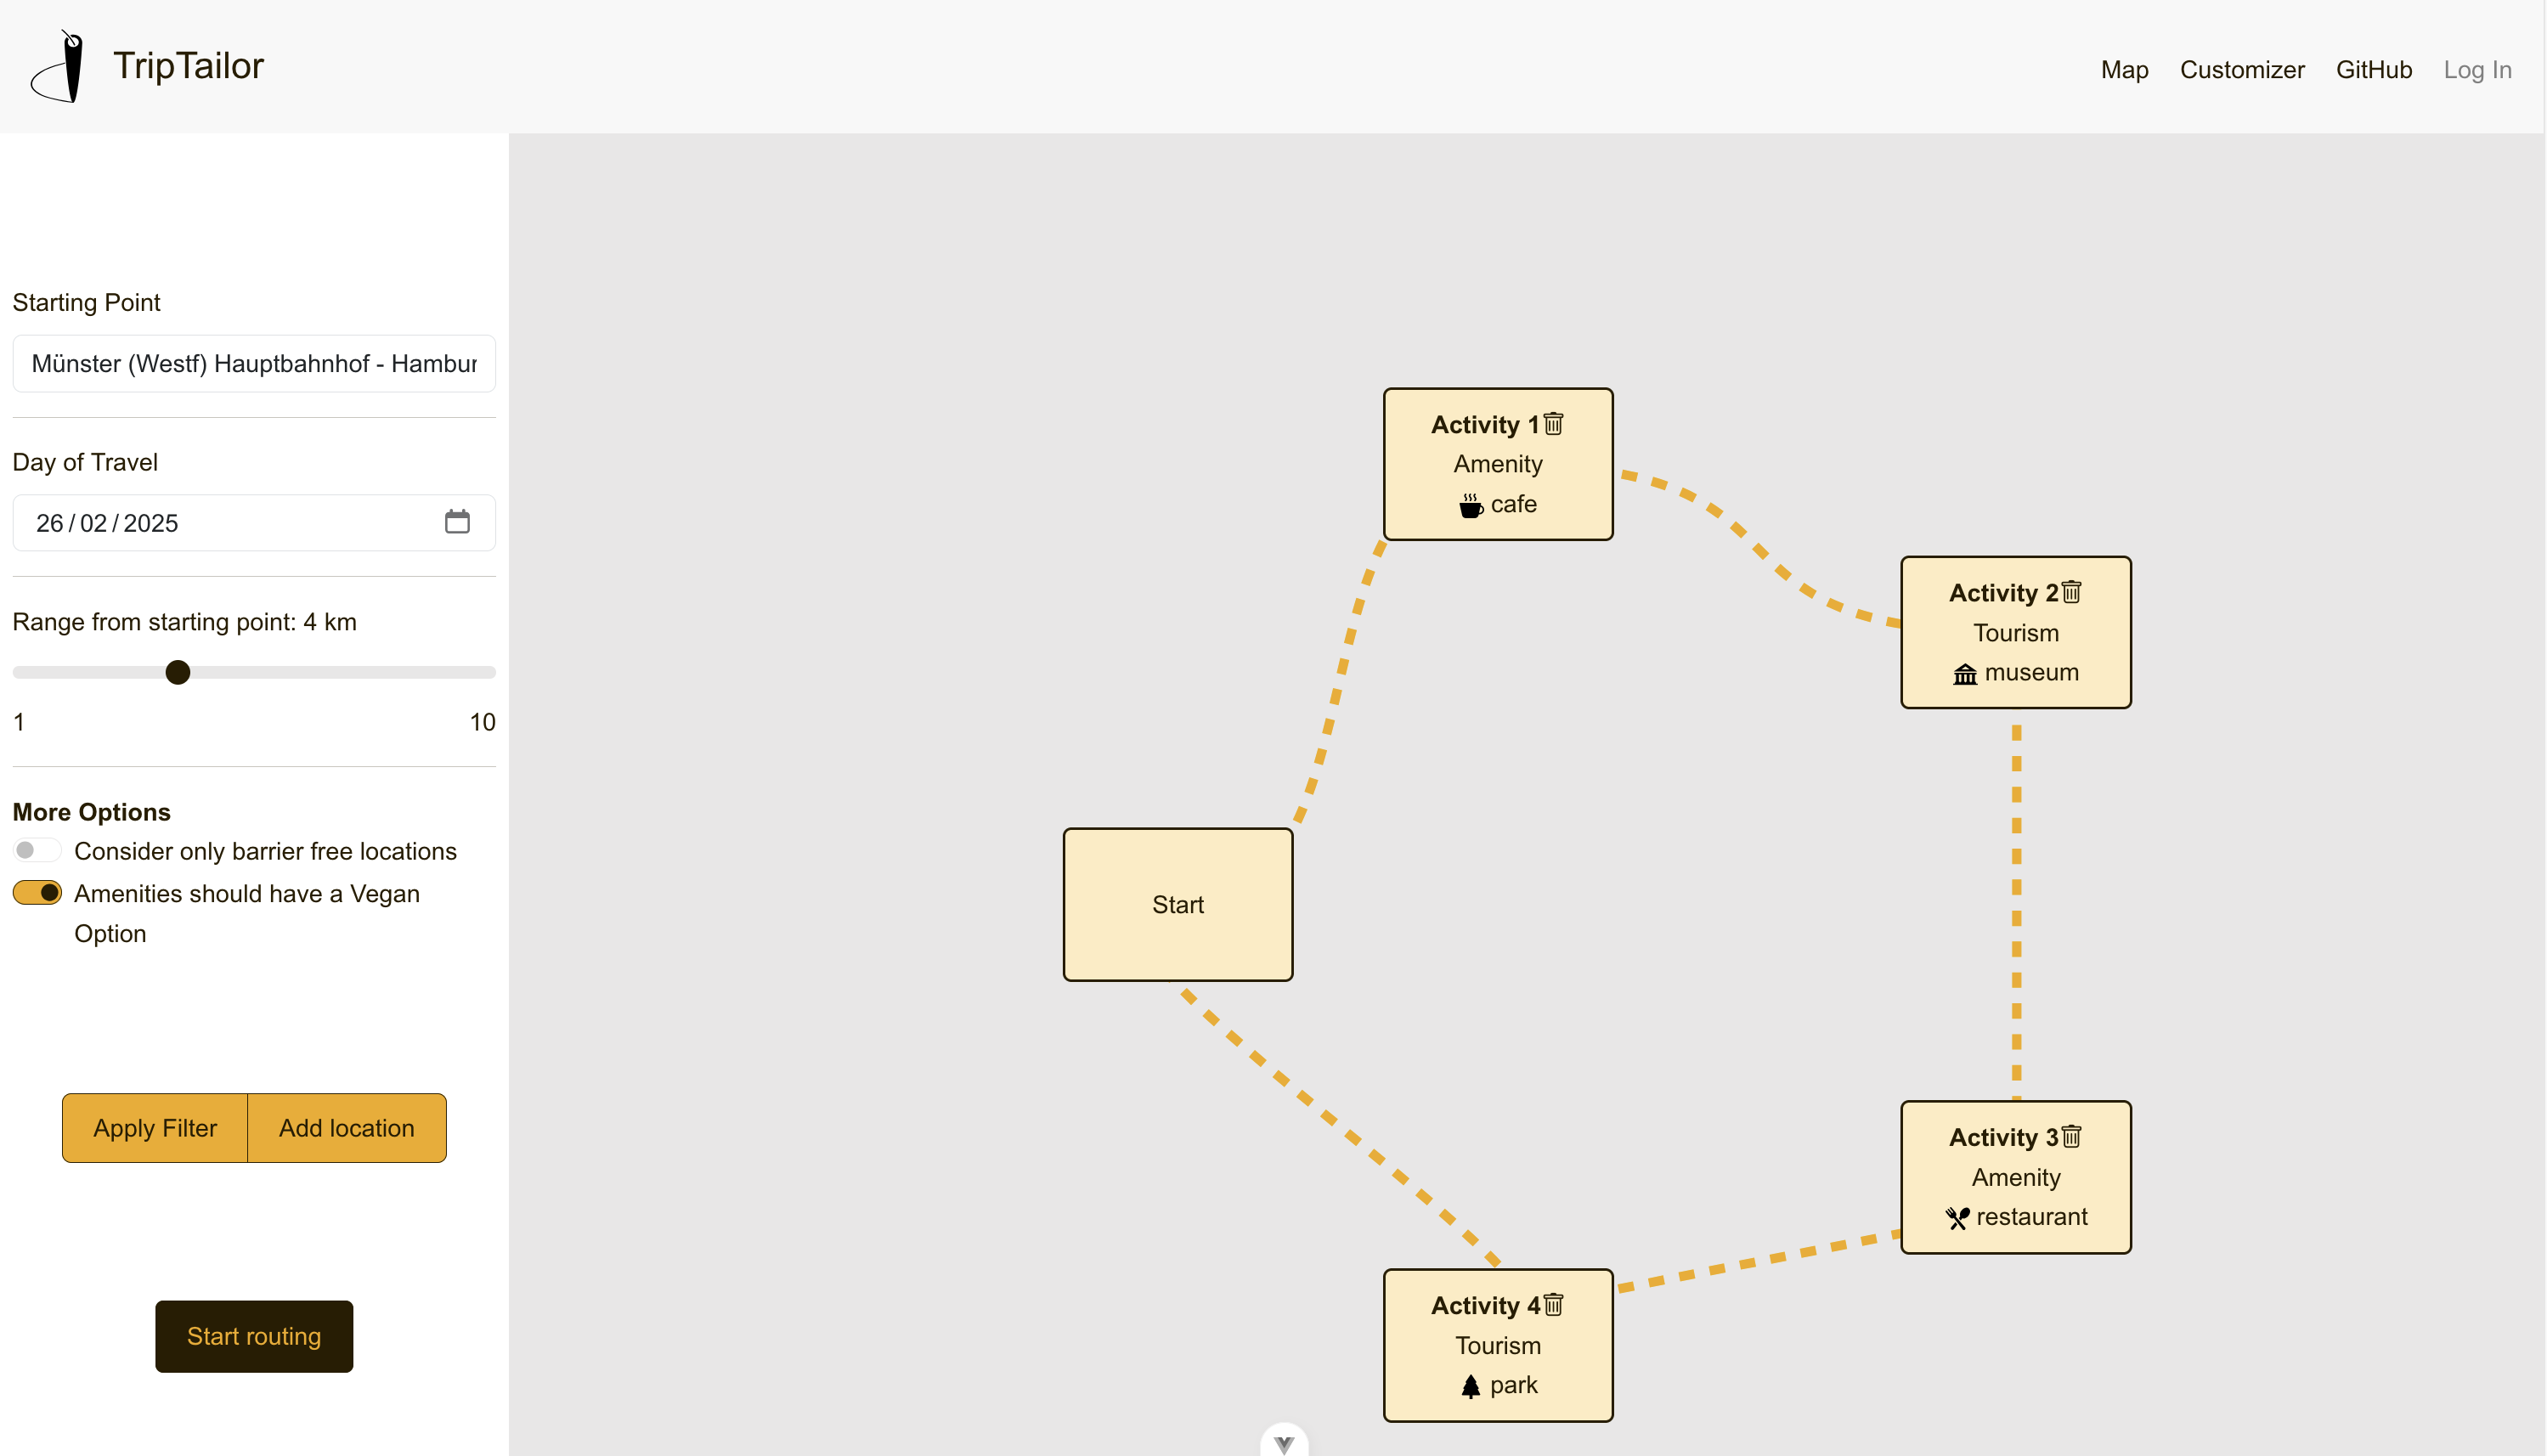 TripTailor
Map Customizer GitHub Log In
Starting Point
Münster (Westf) Hauptbahnhof - Hambur
Day of Travel
26/02/2025
Range from starting point: 4 km
1 10
More Options
Consider only barrier free locations
Amenities should have a Vegan
Option
Apply Filter Add location
Start routing
Activity 1
Amenity
cafe
Activity 2
Tourism
museum
Start
Activity 3
Amenity
restaurant
Activity 4
Tourism
park